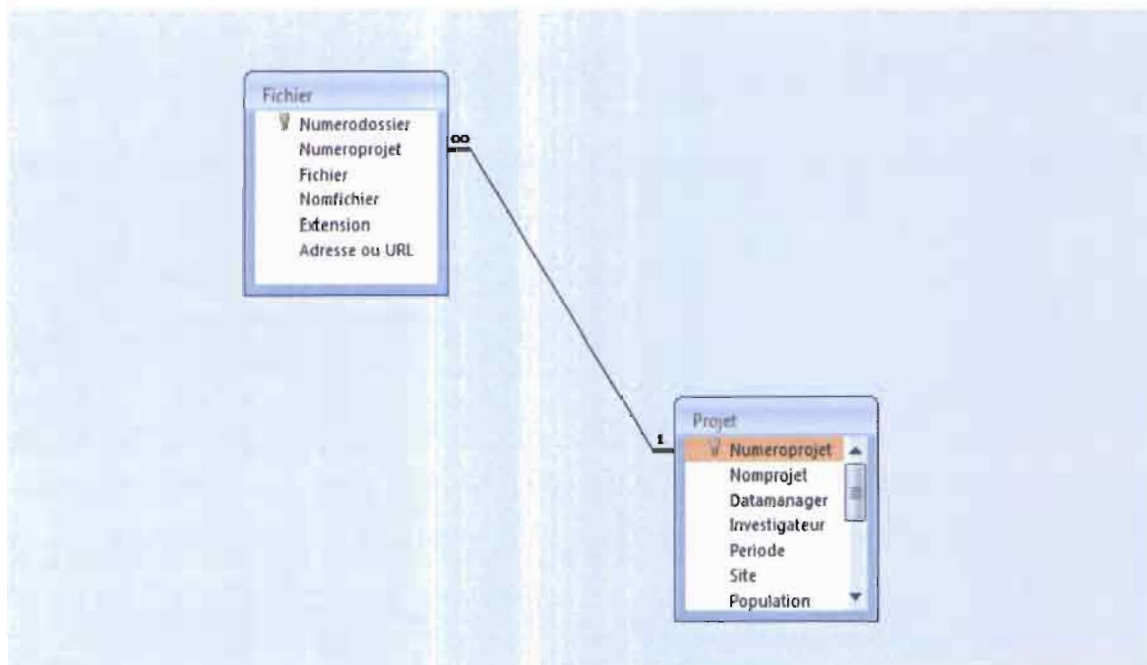 Fichier
Numerodossier
Numeroprojet
Fichier
Nomfichier
Extension
Adresse ou URL
∞
1
Projet
Numeroprojet
Nomprojet
Datamanager
Investigateur
Periode
Site
Population